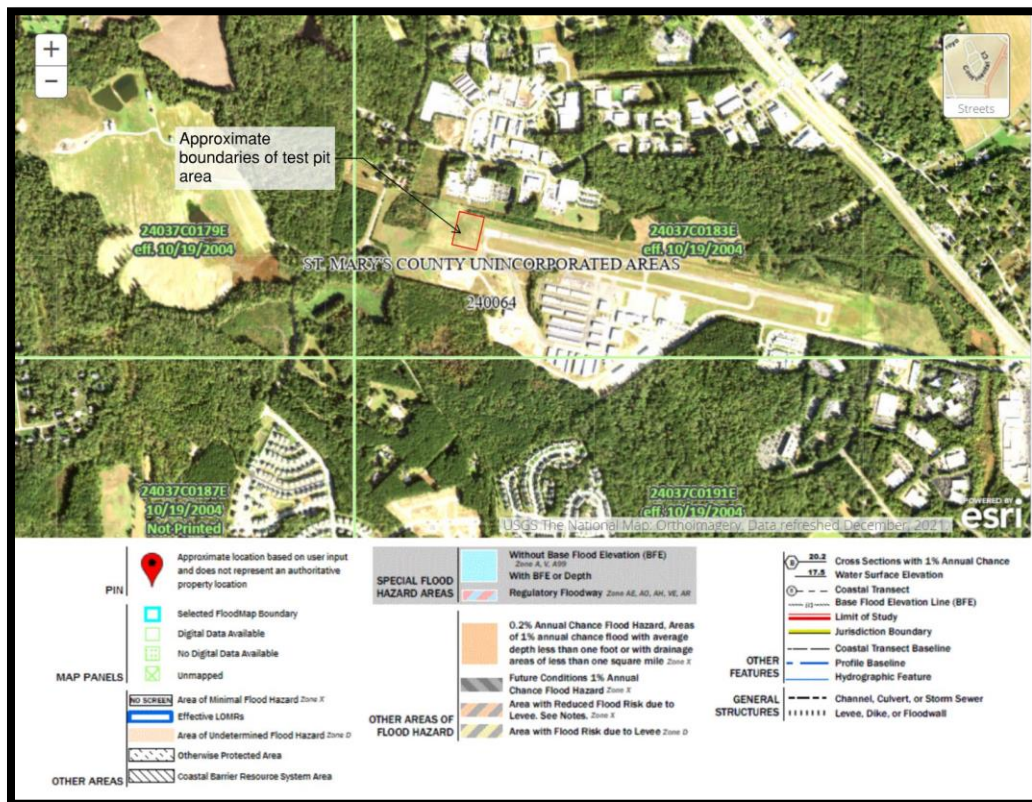 +
−
Streets
Approximate
boundaries of test pit
area
24037C0179E
eff. 10/19/2004
24037C0183E
eff. 10/19/2004
ST. MARY'S COUNTY UNINCORPORATED AREAS
240064
24037C0187E
10/19/2004
Not Printed
24037C0191E
eff. 10/19/2004
POWERED BY
esri
USGS The National Map: Orthoimagery. Data refreshed December, 2021
PIN
Approximate location based on user input
and does not represent an authoritative
property location
MAP PANELS
Selected FloodMap Boundary
Digital Data Available
No Digital Data Available
Unmapped
OTHER AREAS
NO SCREEN Area of Minimal Flood Hazard Zone X
Effective LOMRs
Area of Undetermined Flood Hazard Zone D
Otherwise Protected Area
Coastal Barrier Resource System Area
SPECIAL FLOOD
HAZARD AREAS
Without Base Flood Elevation (BFE)
Zone A, V, A99
With BFE or Depth
Regulatory Floodway Zone AE, AO, AH, VE, AR
OTHER AREAS OF
FLOOD HAZARD
0.2% Annual Chance Flood Hazard, Areas
of 1% annual chance flood with average
depth less than one foot or with drainage
areas of less than one square mile Zone X
Future Conditions 1% Annual
Chance Flood Hazard Zone X
Area with Reduced Flood Risk due to
Levee. See Notes. Zone X
Area with Flood Risk due to Levee Zone D
OTHER
FEATURES
B 20.2 Cross Sections with 1% Annual Chance
17.5 Water Surface Elevation
8 Coastal Transect
Base Flood Elevation Line (BFE)
Limit of Study
Jurisdiction Boundary
Coastal Transect Baseline
Profile Baseline
Hydrographic Feature
GENERAL
STRUCTURES
Channel, Culvert, or Storm Sewer
Levee, Dike, or Floodwall